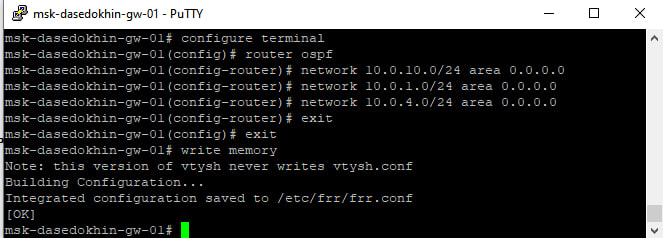 msk-dasedokhin-gw-01 - PuTTY
msk-dasedokhin-gw-01# configure terminal
msk-dasedokhin-gw-01(config)# router ospf
msk-dasedokhin-gw-01(config-router)# network 10.0.10.0/24 area 0.0.0.0
msk-dasedokhin-gw-01(config-router)# network 10.0.1.0/24 area 0.0.0.0
msk-dasedokhin-gw-01(config-router)# network 10.0.4.0/24 area 0.0.0.0
msk-dasedokhin-gw-01(config-router)# exit
msk-dasedokhin-gw-01(config)# exit
msk-dasedokhin-gw-01# write memory
Note: this version of vtysh never writes vtysh.conf
Building Configuration...
Integrated configuration saved to /etc/frr/frr.conf
[OK]
msk-dasedokhin-gw-01#